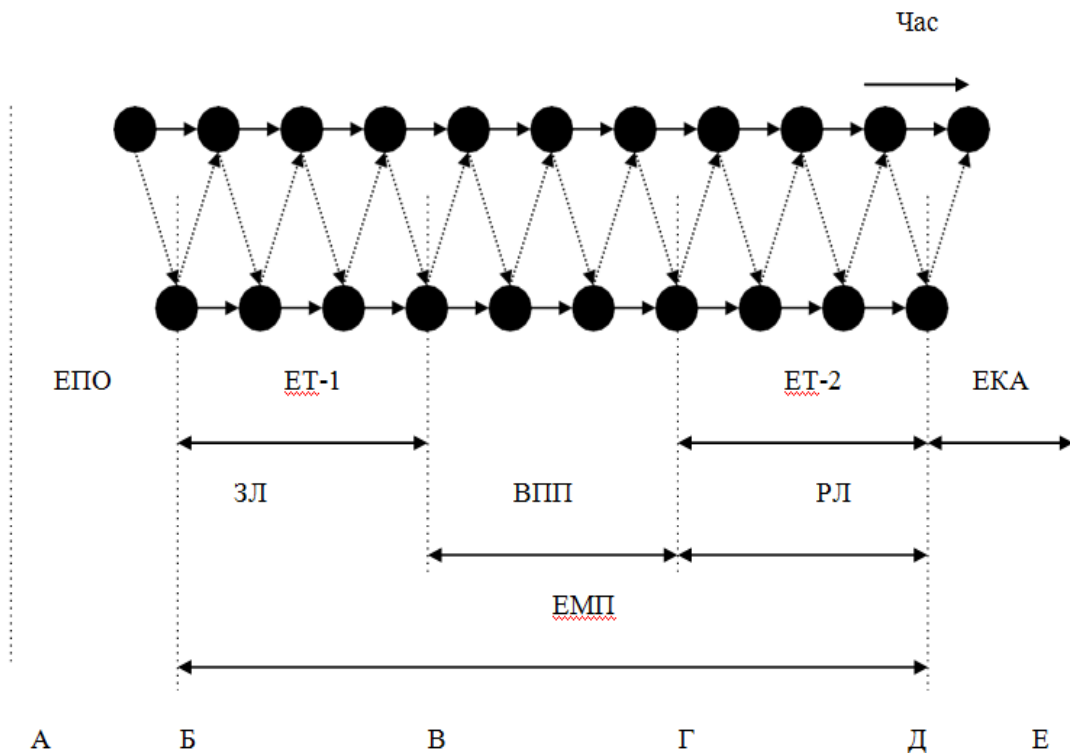 Час
ЕПО ЕТ-1 ЕТ-2 ЕКА
ЗЛ ВПП РЛ
ЕМП
А Б В Г Д Е